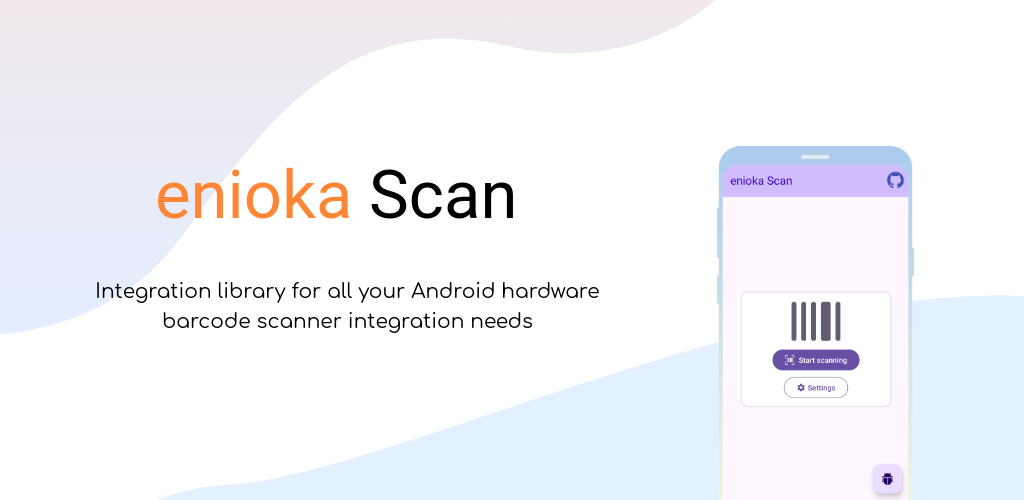 enioka Scan
Integration library for all your Android hardware
barcode scanner integration needs
enioka Scan
Start scanning
Settings